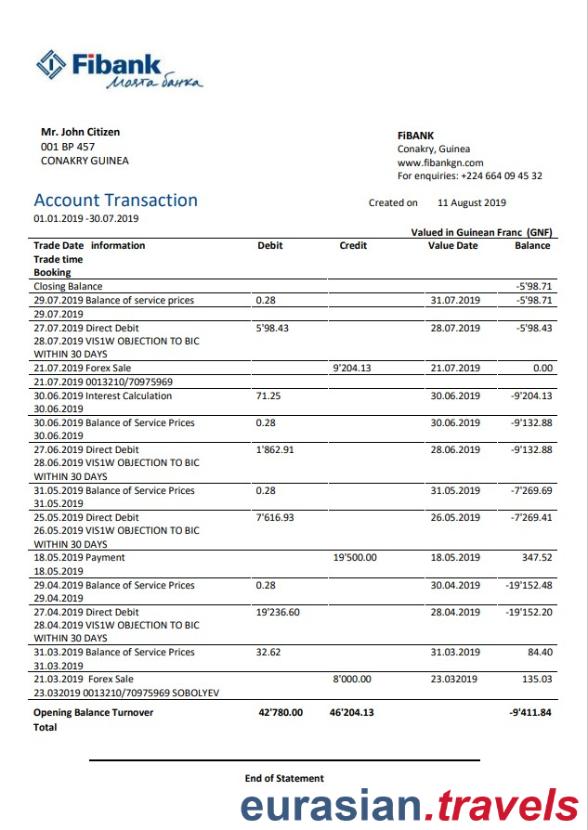 Fibank
Моята банка
Mr. John Citizen
001 BP 457
CONAKRY GUINEA
FiBANK
Conakry, Guinea
www.fibankgn.com
For enquiries: +224 664 09 45 32
Account Transaction
01.01.2019 -30.07.2019
Created on 11 August 2019
Valued in Guinean Franc (GNF)
Trade Date information Debit Credit Value Date Balance
Trade time
Booking
Closing Balance -5'98.71
29.07.2019 Balance of service prices 0.28 31.07.2019 -5'98.71
29.07.2019
27.07.2019 Direct Debit 5'98.43 28.07.2019 -5'98.43
28.07.2019 VIS1W OBJECTION TO BIC
WITHIN 30 DAYS
21.07.2019 Forex Sale 9'204.13 21.07.2019 0.00
21.07.2019 0013210/70975969
30.06.2019 Interest Calculation 71.25 30.06.2019 -9'204.13
30.06.2019
30.06.2019 Balance of Service Prices 0.28 30.06.2019 -9'132.88
30.06.2019
27.06.2019 Direct Debit 1'862.91 28.06.2019 -9'132.88
28.06.2019 VIS1W OBJECTION TO BIC
WITHIN 30 DAYS
31.05.2019 Balance of Service Prices 0.28 31.05.2019 -7'269.69
31.05.2019
25.05.2019 Direct Debit 7'616.93 26.05.2019 -7'269.41
26.05.2019 VIS1W OBJECTION TO BIC
WITHIN 30 DAYS
18.05.2019 Payment 19'500.00 18.05.2019 347.52
18.05.2019
29.04.2019 Balance of Service Prices 0.28 30.04.2019 -19'152.48
29.04.2019
27.04.2019 Direct Debit 19'236.60 28.04.2019 -19'152.20
28.04.2019 VIS1W OBJECTION TO BIC
WITHIN 30 DAYS
31.03.2019 Balance of Service Prices 32.62 31.03.2019 84.40
31.03.2019
21.03.2019 Forex Sale 8'000.00 23.032019 135.03
23.032019 0013210/70975969 SOBOLYEV
Opening Balance Turnover 42'780.00 46'204.13 -9'411.84
Total
End of Statement
eurasian.travels